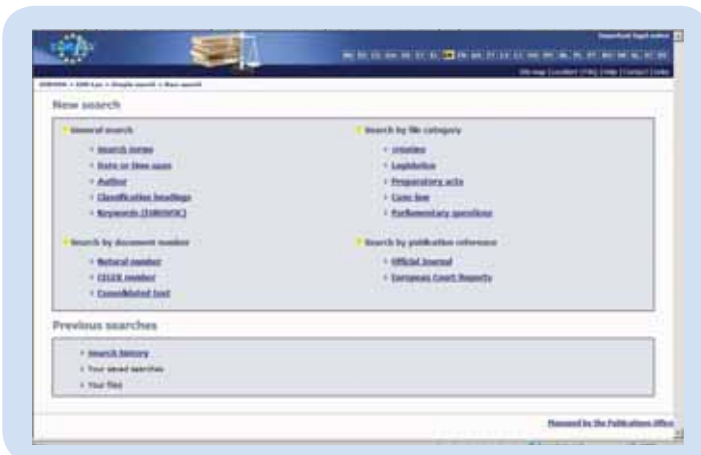 Important legal notice
EN
Site map | LexAlert | FAQ | Help | Contact | Links
EUROPA > EUR-Lex > Simple search > New search
New search
General search
Search terms
Date or time span
Author
Classification headings
Keywords (EUROVOC)
Search by file category
Treaties
Legislation
Preparatory acts
Case-law
Parliamentary questions
Search by document number
Natural number
CELEX number
Consolidated text
Search by publication reference
Official Journal
European Court Reports
Previous searches
Search history
Your saved searches
Your files
Managed by the Publications Office